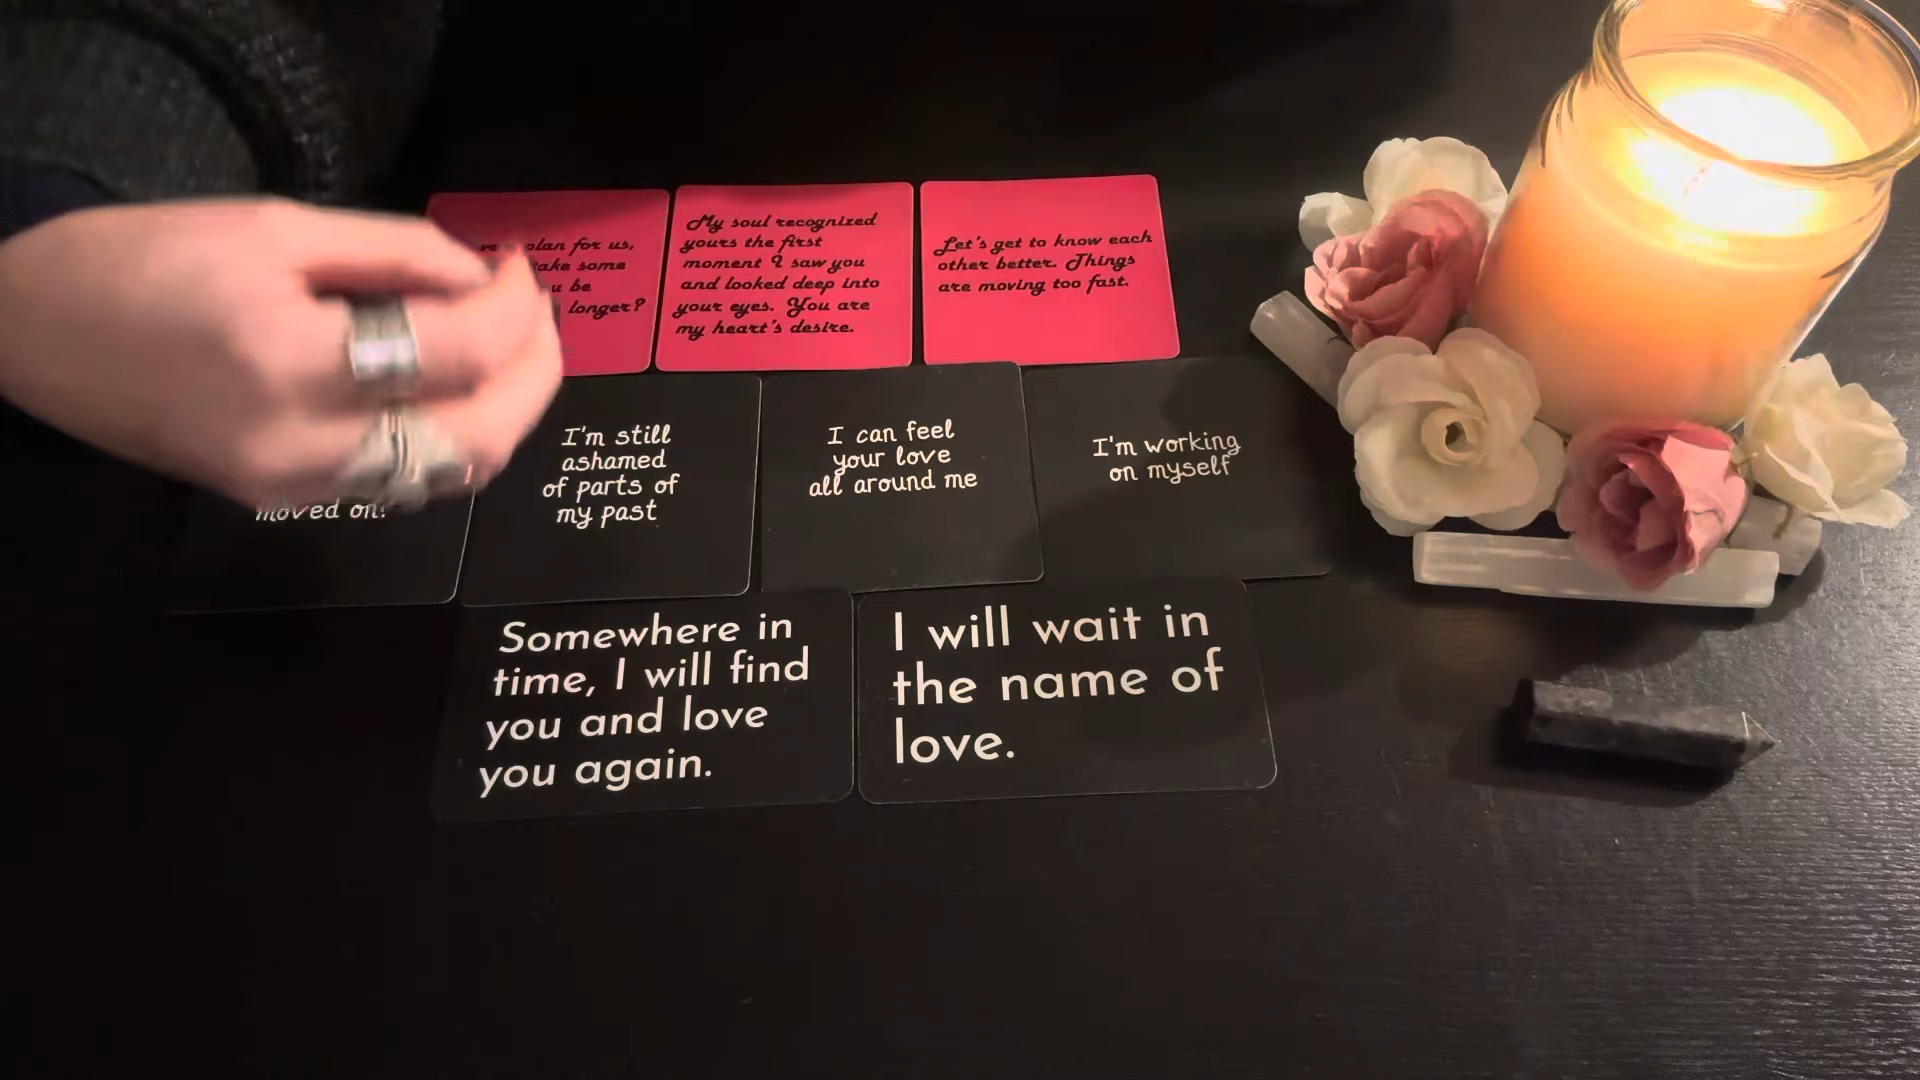 plan for us,
take some
be
longer?
My soul recognized
yours the first
moment I saw you
and looked deep into
your eyes. You are
my heart's desire.
Let's get to know each
other better. Things
are moving too fast.
moved on!
I'm still
ashamed
of parts of
my past
I can feel
your love
all around me
I'm working
on myself
Somewhere in
time, I will find
you and love
you again.
I will wait in
the name of
love.